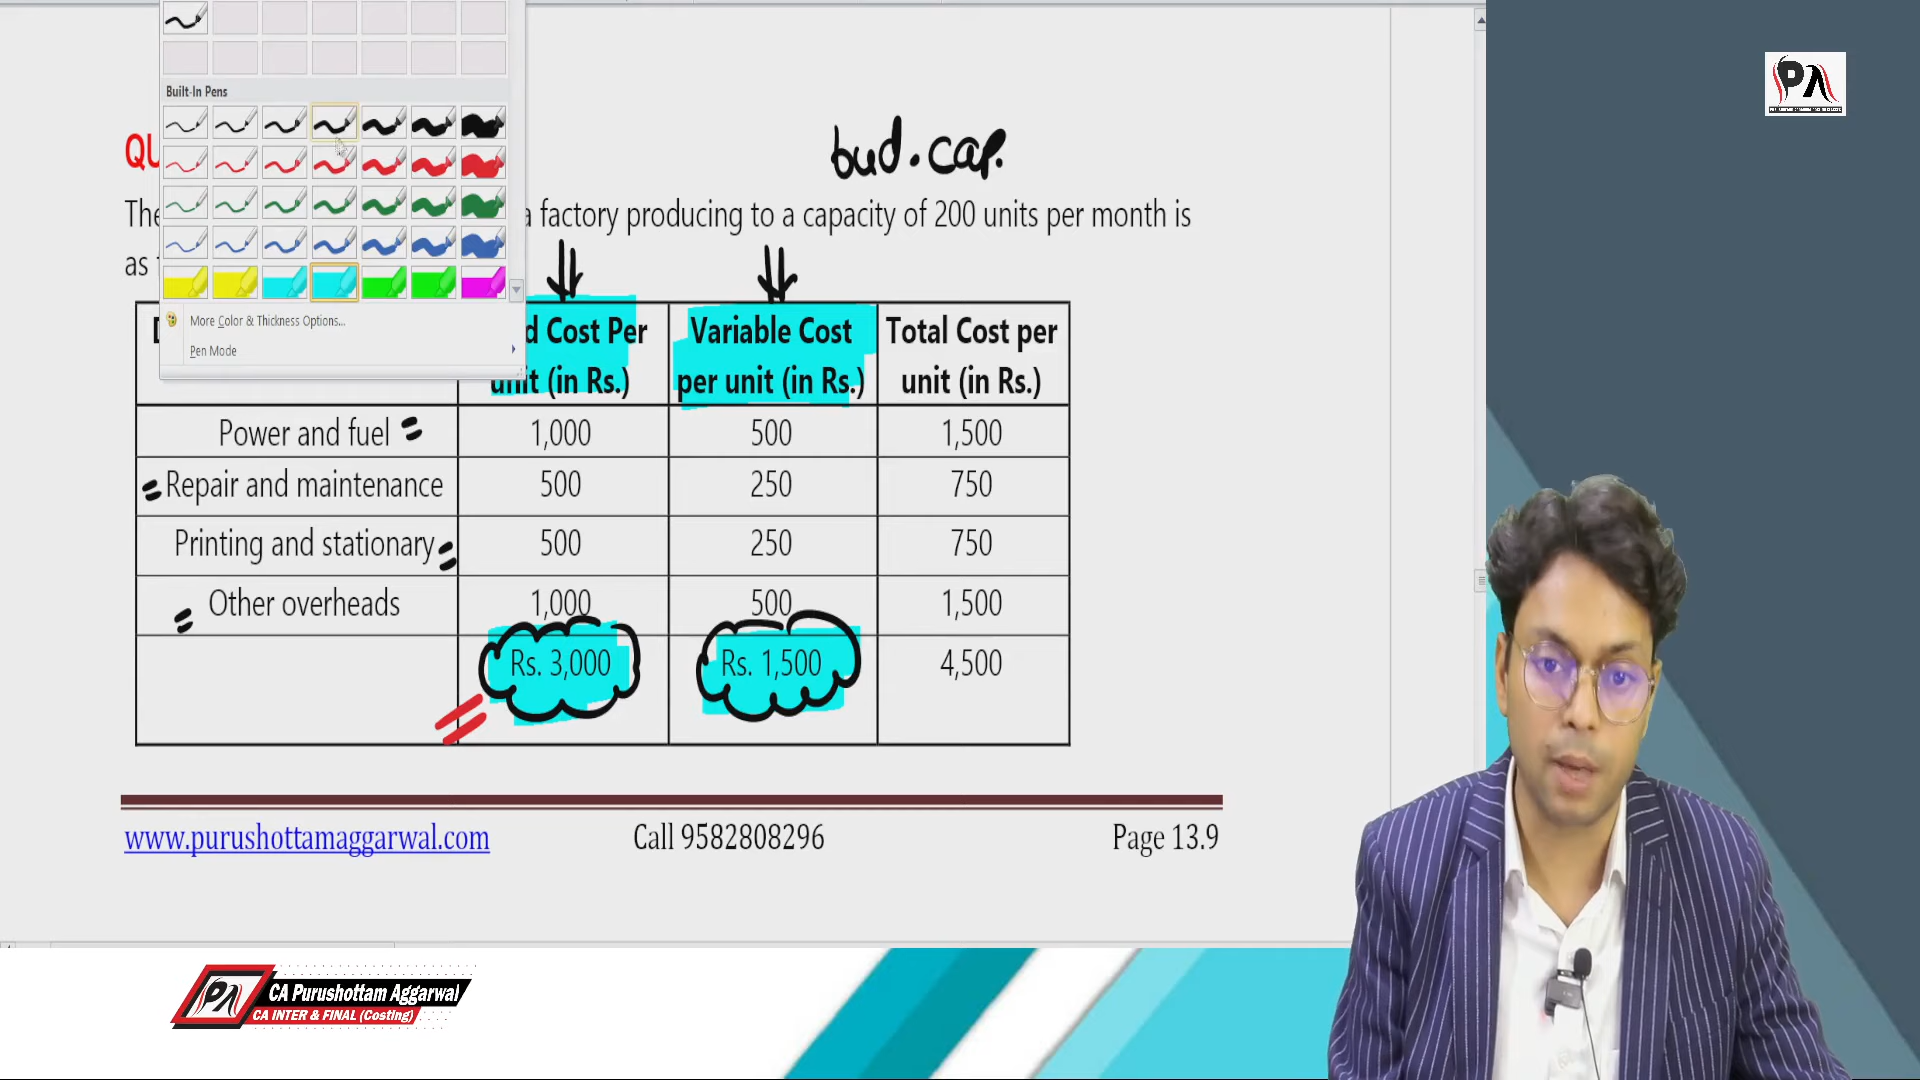 Built-In Pens
QU
bud. cap.
The a factory producing to a capacity of 200 units per month is
as
More Color & Thickness Options...
Pen Mode
d Cost Per unit (in Rs.) Variable Cost per unit (in Rs.) Total Cost per unit (in Rs.)
Power and fuel 1,000 500 1,500
Repair and maintenance 500 250 750
Printing and stationary 500 250 750
Other overheads 1,000 500 1,500
Rs. 3,000 Rs. 1,500 4,500
www.purushottamaggarwal.com Call 9582808296 Page 13.9
PA
PA CA Purushottam Aggarwal
CA INTER & FINAL (Costing)